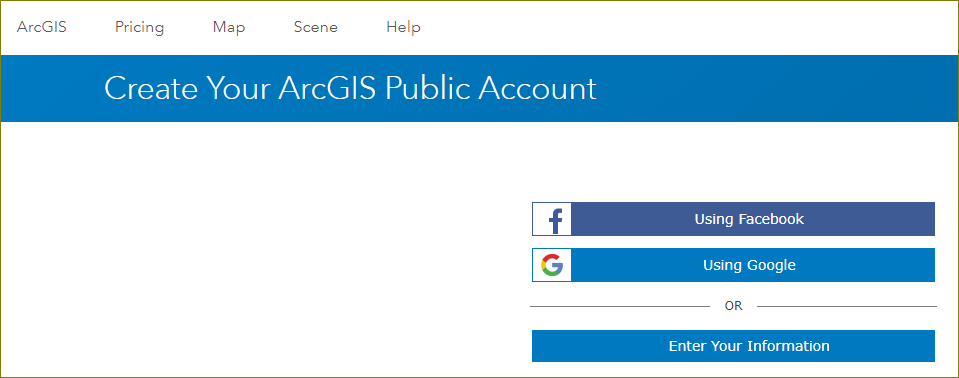 ArcGIS Pricing Map Scene Help
Create Your ArcGIS Public Account
Using Facebook
Using Google
OR
Enter Your Information